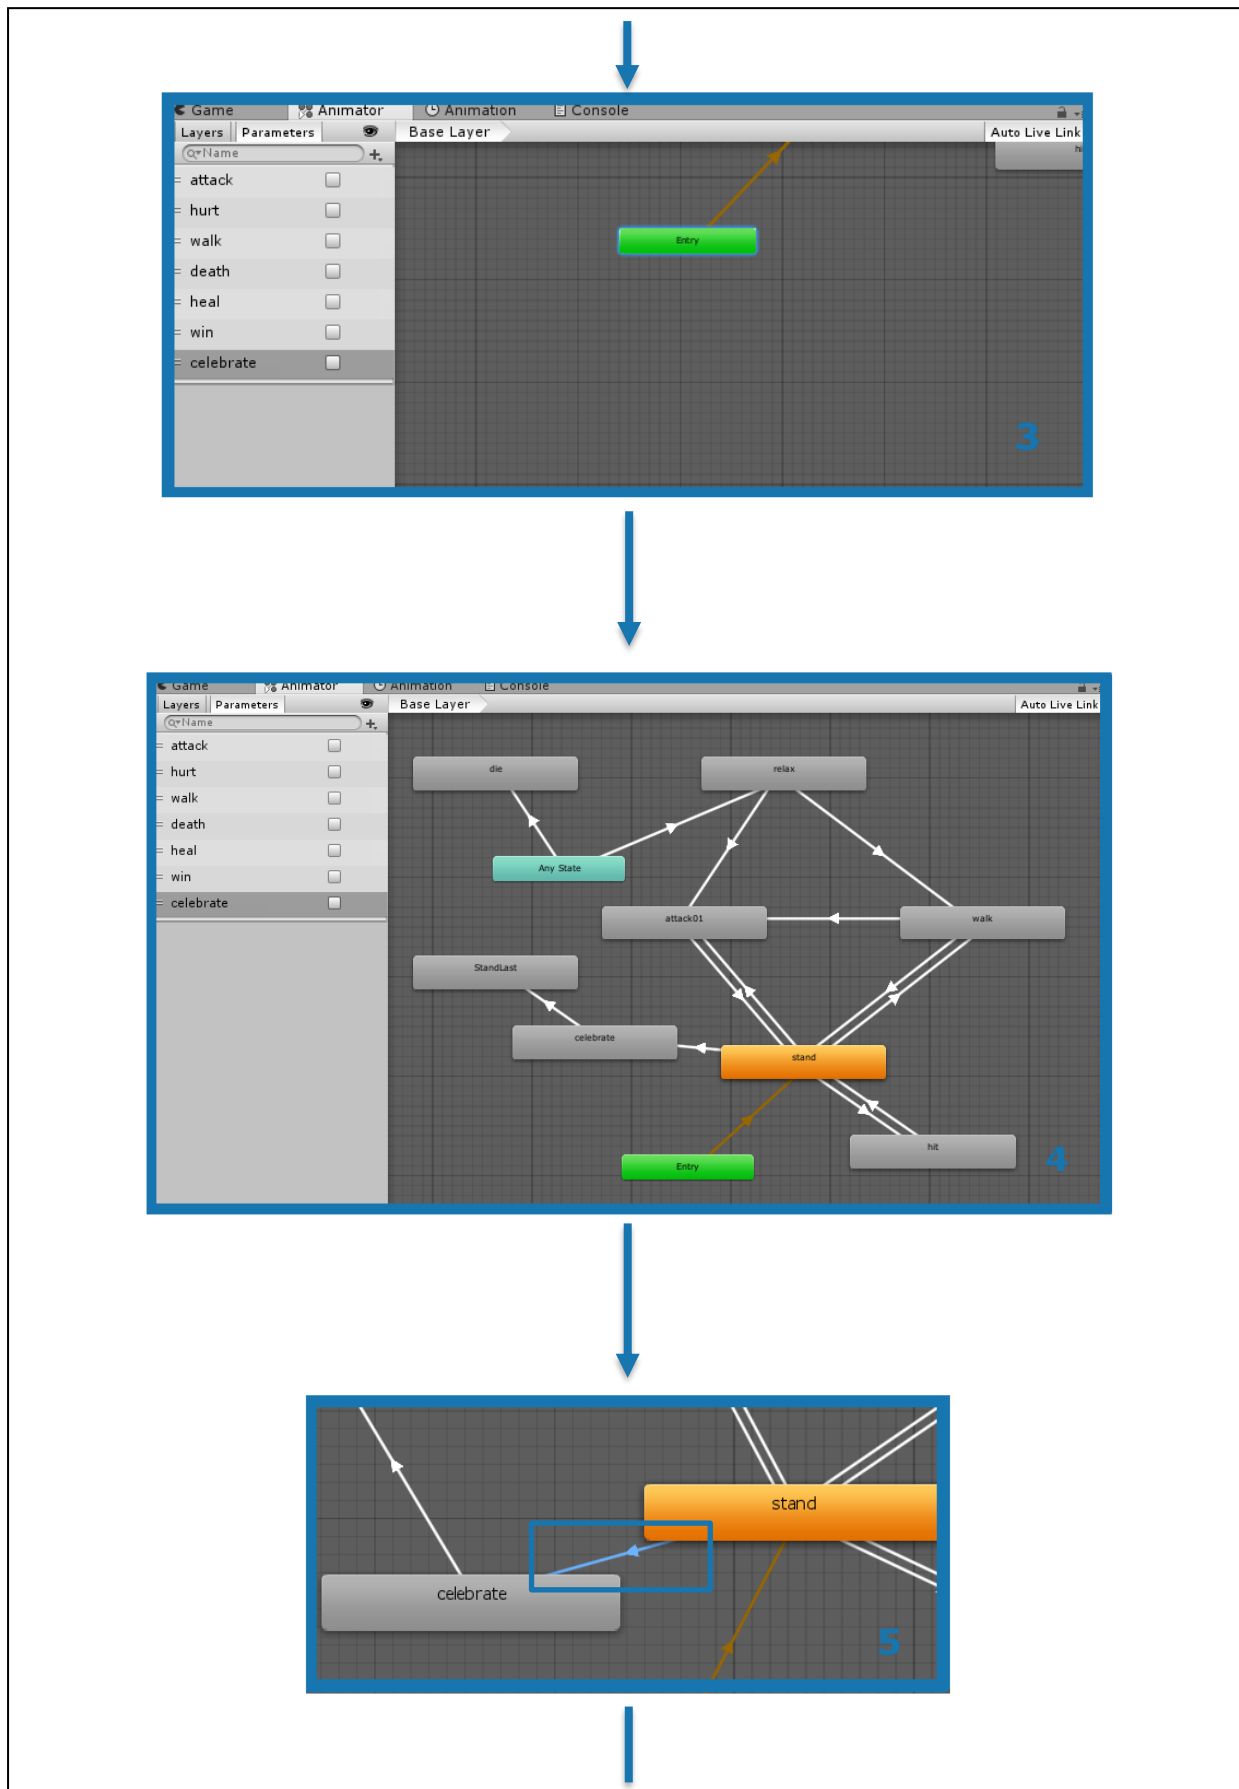 Game Animator Animation Console
Layers Parameters Base Layer Auto Live Link
Name
attack
hurt
walk
death
heal
win
celebrate
Entry
3
Game Animator Animation Console
Layers Parameters Base Layer Auto Live Link
Name
attack
hurt
walk
death
heal
win
celebrate
die relax
Any State
attack01 walk
StandLast
celebrate
stand
hit
Entry
4
stand
celebrate
5